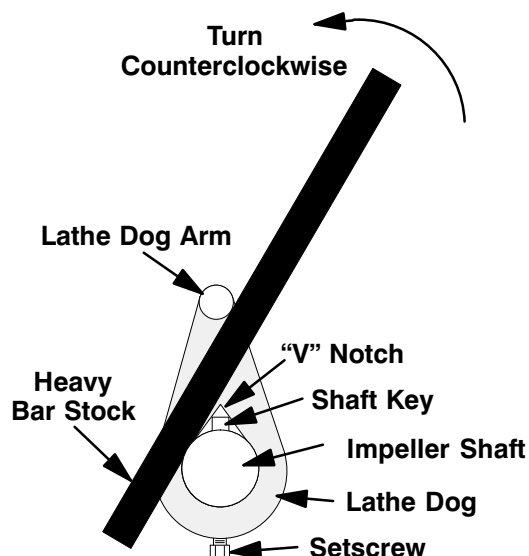 Turn
Counterclockwise
Lathe Dog Arm
“V” Notch
Heavy
Bar Stock
Shaft Key
Impeller Shaft
Lathe Dog
Setscrew